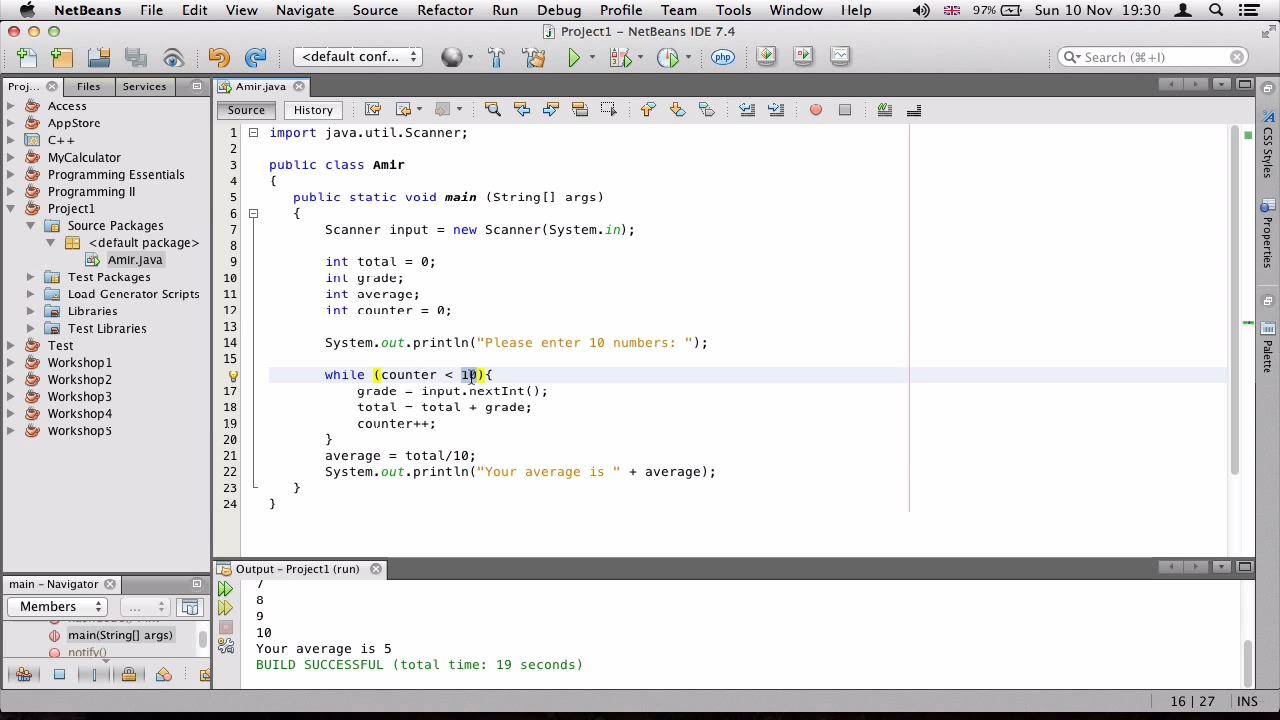 NetBeans File Edit View Navigate Source Refactor Run Debug Profile Team Tools Window Help 97% Sun 10 Nov 19:30
Project1 - NetBeans IDE 7.4
<default conf... php Search (⌘+I)
Proj... Files Services
Access
AppStore
C++
MyCalculator
Programming Essentials
Programming II
Project1
Source Packages
<default package>
Amir.java
Test Packages
Load Generator Scripts
Libraries
Test Libraries
Test
Workshop1
Workshop2
Workshop3
Workshop4
Workshop5
Amir.java
Source History
1 import java.util.Scanner;
2
3 public class Amir
4 {
5 public static void main (String[] args)
6 {
7 Scanner input = new Scanner(System.in);
8
9 int total = 0;
10 int grade;
11 int average;
12 int counter = 0;
13
14 System.out.println("Please enter 10 numbers: ");
15
while (counter < 10){
17 grade = input.nextInt();
18 total = total + grade;
19 counter++;
20 }
21 average = total/10;
22 System.out.println("Your average is " + average);
23 }
24 }
CSS Styles
Properties
Palette
main - Navigator
Members ...
main(String[] args)
notify()
Output - Project1 (run)
7
8
9
10
Your average is 5
BUILD SUCCESSFUL (total time: 19 seconds)
16 | 27 INS